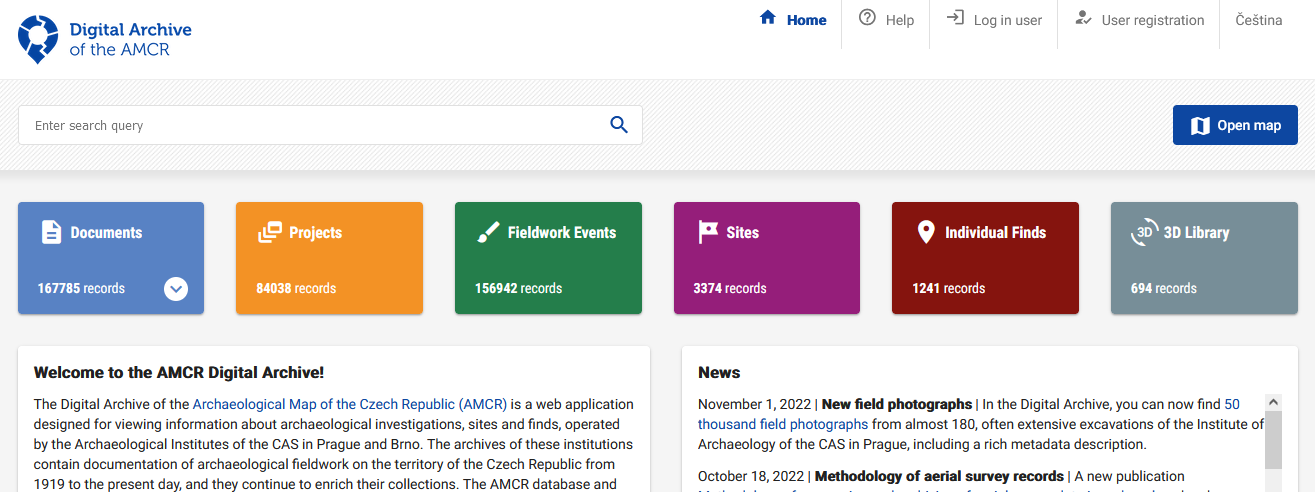 Digital Archive
of the AMCR
Home
Help
Log in user
User registration
Čeština
Enter search query
Open map
Documents
167785 records
Projects
84038 records
Fieldwork Events
156942 records
Sites
3374 records
Individual Finds
1241 records
3D
3D Library
694 records
Welcome to the AMCR Digital Archive!
The Digital Archive of the Archaeological Map of the Czech Republic (AMCR) is a web application
designed for viewing information about archaeological investigations, sites and finds, operated
by the Archaeological Institutes of the CAS in Prague and Brno. The archives of these institutions
contain documentation of archaeological fieldwork on the territory of the Czech Republic from
1919 to the present day, and they continue to enrich their collections. The AMCR database and
News
November 1, 2022 | New field photographs | In the Digital Archive, you can now find 50
thousand field photographs from almost 180, often extensive excavations of the Institute of
Archaeology of the CAS in Prague, including a rich metadata description.
October 18, 2022 | Methodology of aerial survey records | A new publication